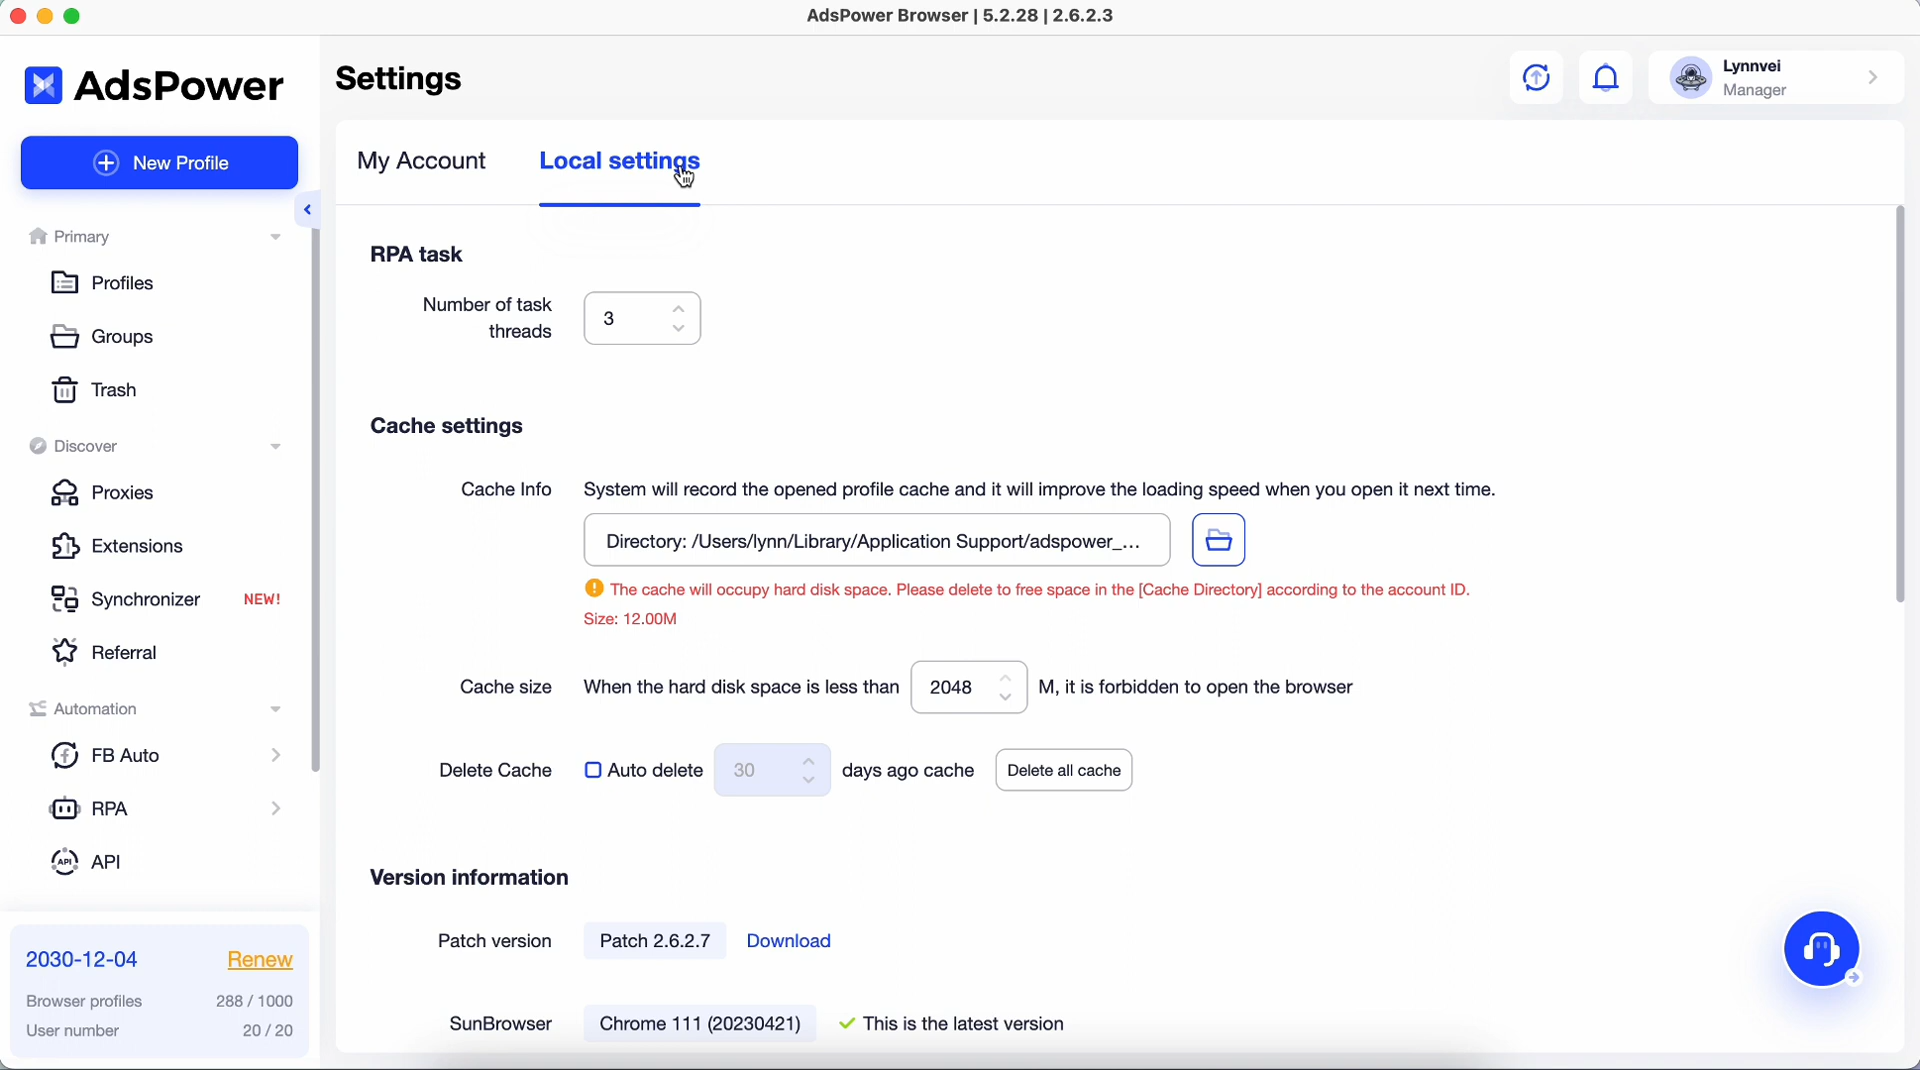 AdsPower Browser | 5.2.28 | 2.6.2.3
AdsPower
New Profile
Primary
Profiles
Groups
Trash
Discover
Proxies
Extensions
Synchronizer NEW!
Referral
Automation
FB Auto
RPA
API
2030-12-04 Renew
Browser profiles 288 / 1000
User number 20 / 20
Settings
Lynnvei
Manager
My Account Local settings
RPA task
Number of task
threads
3
Cache settings
Cache Info System will record the opened profile cache and it will improve the loading speed when you open it next time.
Directory: /Users/lynn/Library/Application Support/adspower_...
The cache will occupy hard disk space. Please delete to free space in the [Cache Directory] according to the account ID.
Size: 12.00M
Cache size When the hard disk space is less than 2048 M, it is forbidden to open the browser
Delete Cache Auto delete 30 days ago cache Delete all cache
Version information
Patch version Patch 2.6.2.7 Download
SunBrowser Chrome 111 (20230421) This is the latest version